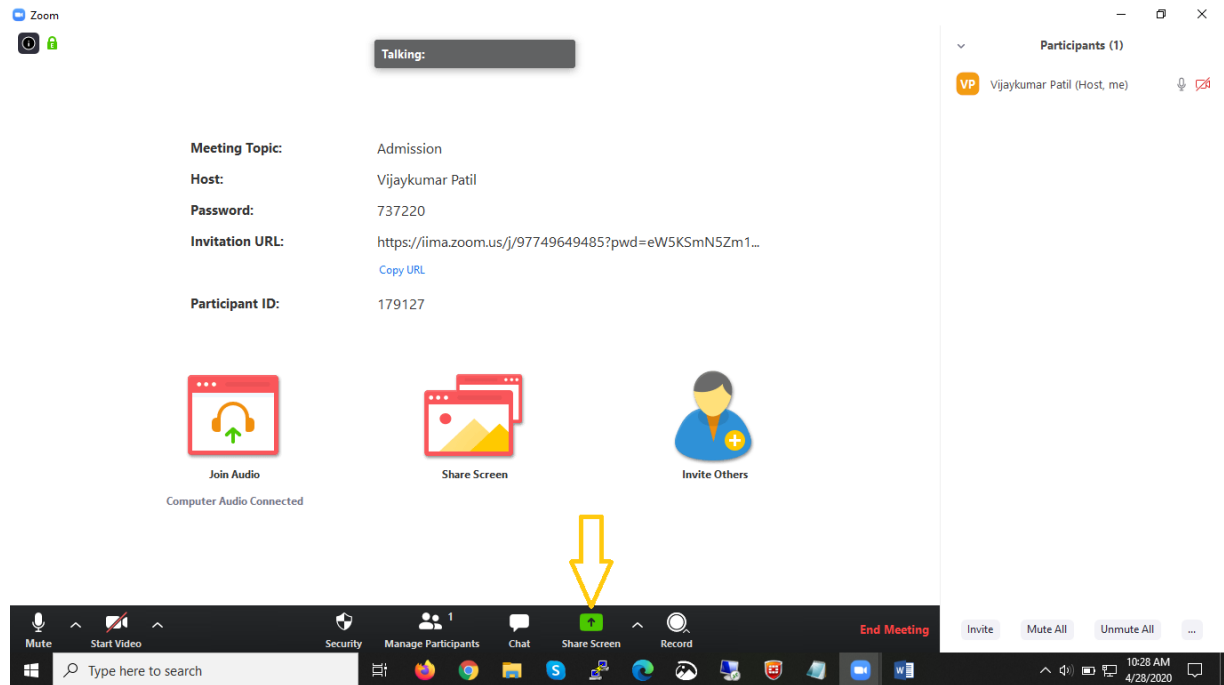 Zoom
Talking:
Participants (1)
VP Vijaykumar Patil (Host, me)
Meeting Topic: Admission
Host: Vijaykumar Patil
Password: 737220
Invitation URL: https://iima.zoom.us/j/97749649485?pwd=eW5KSmN5Zm1...
Copy URL
Participant ID: 179127
Join Audio Share Screen Invite Others
Computer Audio Connected
1
Mute Start Video Security Manage Participants Chat Share Screen Record End Meeting
Invite Mute All Unmute All ...
Type here to search
10:28 AM
4/28/2020